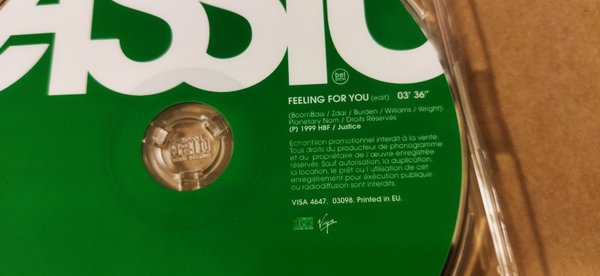 ASSIU
bel
FEELING FOR YOU (edit) 03' 36"
(BoomBass / Zdar / Burden / Williams / Wright)
Planetary Nom / Droits Réservés
(P) 1999 HBF / Justice
Echantillon promotionnel interdit à la vente.
Tous droits du producteur de phonogramme
et du propriétaire de l'œuvre enregistrée
réservés Sauf autorisation, la duplication,
la location, le prêt ou l'utilisation de cet
enregistrement pour éxécution publique
ou radiodiffusion sont interdits.
VISA 4647. 03098. Printed in EU.
Virgin